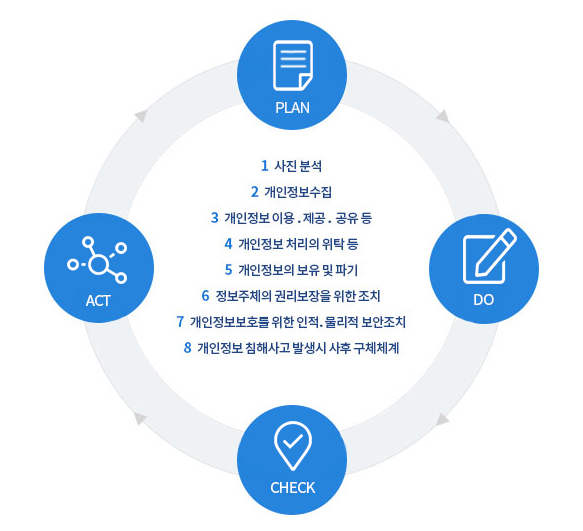 PLAN
1 사진 분석
2 개인정보수집
3 개인정보 이용 . 제공 . 공유 등
4 개인정보 처리의 위탁 등
5 개인정보의 보유 및 파기
6 정보주체의 권리보장을 위한 조치
7 개인정보보호를 위한 인적. 물리적 보안조치
8 개인정보 침해사고 발생시 사후 구체체계
ACT
DO
CHECK